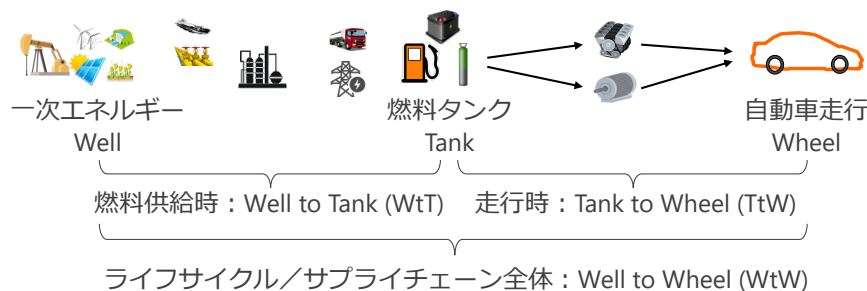 一次エネルギー
Well
燃料タンク
Tank
自動車走行
Wheel
燃料供給時：Well to Tank (WtT)
走行時：Tank to Wheel (TtW)
ライフサイクル／サプライチェーン全体：Well to Wheel (WtW)